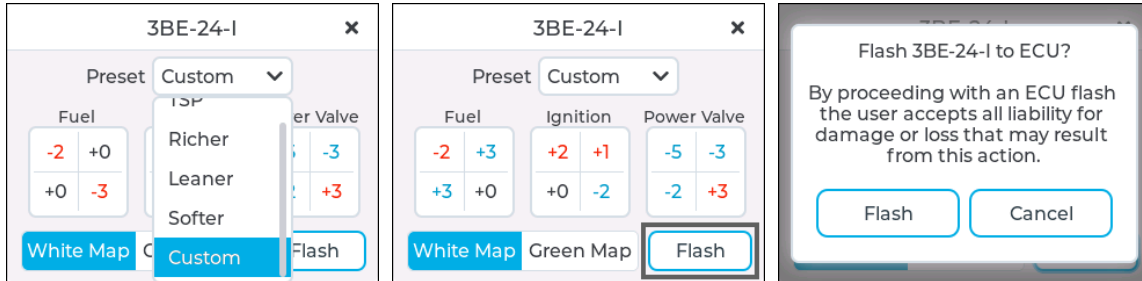 3BE-24-I ×
Preset Custom
TSP
Fuel er Valve
-2 +0 Richer -3
+0 -3 Leaner +3
Softer
White Map Custom Flash
3BE-24-I ×
Preset Custom
Fuel Ignition Power Valve
-2 +3 +2 +1 -5 -3
+3 +0 +0 -2 -2 +3
White Map Green Map Flash
Flash 3BE-24-I to ECU?
By proceeding with an ECU flash
the user accepts all liability for
damage or loss that may result
from this action.
Flash Cancel